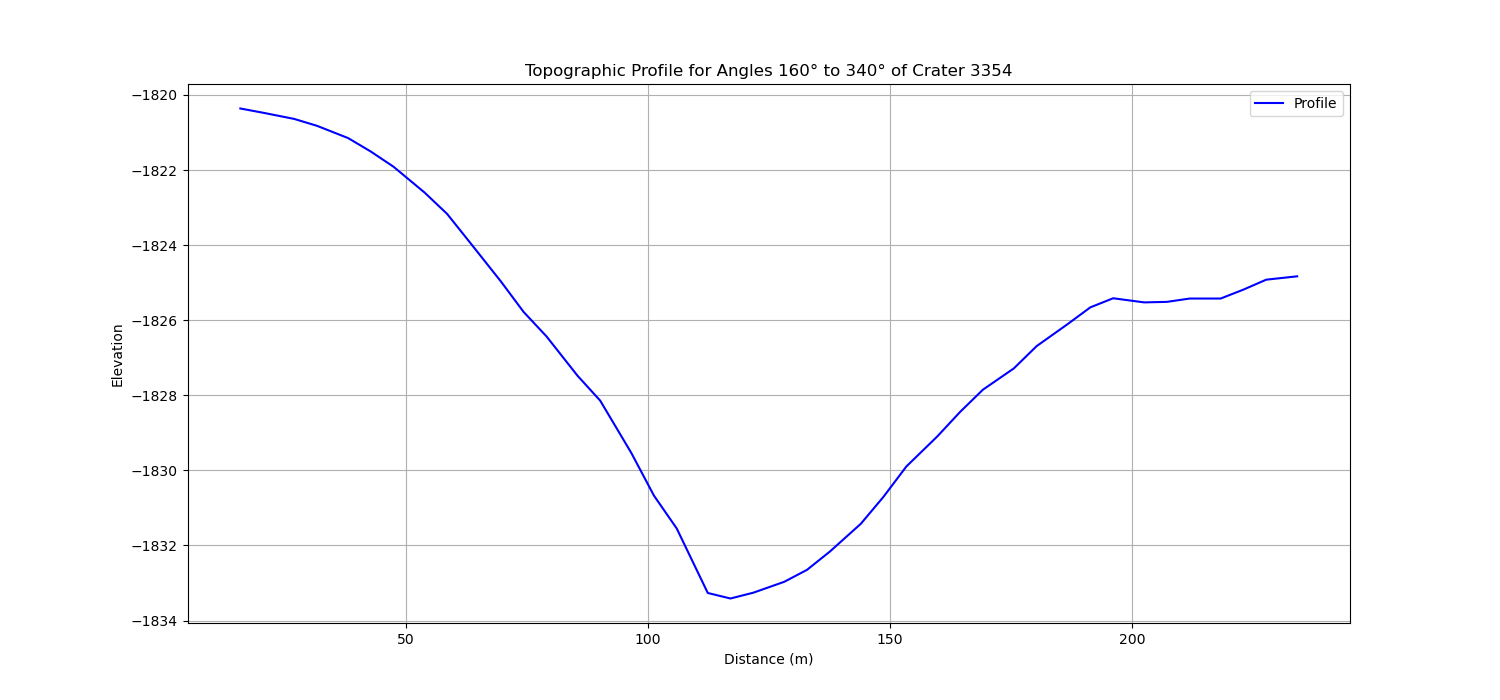 Topographic Profile for Angles 160° to 340° of Crater 3354
Profile
Elevation
−1820
−1822
−1824
−1826
−1828
−1830
−1832
−1834
50 100 150 200
Distance (m)